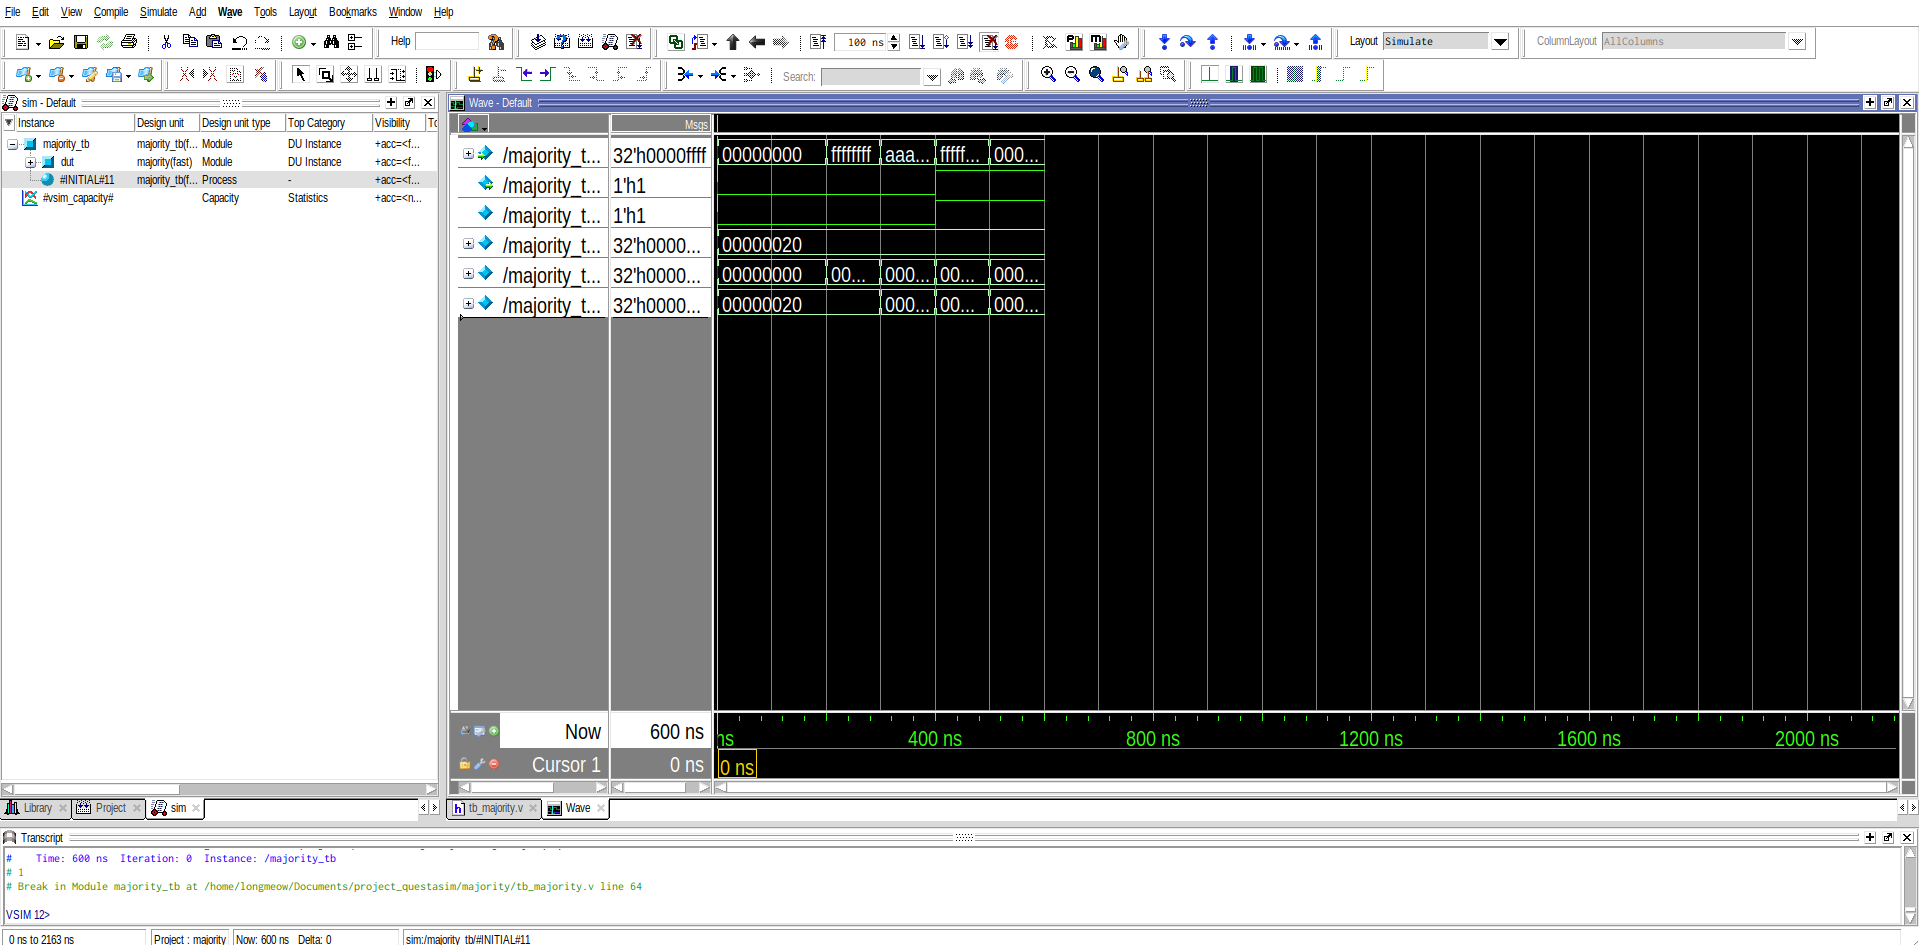 File Edit View Compile Simulate Add Wave Tools Layout Bookmarks Window Help
Help 100 ns Layout Simulate ColumnLayout AllColumns
Search:
sim - Default
Instance Design unit Design unit type Top Category Visibility
majority_tb majority_tb(f... Module DU Instance +acc=<f...
dut majority(fast) Module DU Instance +acc=<f...
#INITIAL#11 majority_tb(f... Process - +acc=<f...
#vsim_capacity# Capacity Statistics +acc=<n...
Library Project sim
Wave - Default
Msgs
/majority_t... 32'h0000ffff 00000000 ffffffff aaa... fffff... 000...
/majority_t... 1'h1
/majority_t... 1'h1
/majority_t... 32'h0000... 00000020
/majority_t... 32'h0000... 00000000 00... 000... 00... 000...
/majority_t... 32'h0000... 00000020 000... 00... 000...
Now 600 ns ns 400 ns 800 ns 1200 ns 1600 ns 2000 ns
Cursor 1 0 ns 0 ns
tb_majority.v Wave
Transcript
# Time: 600 ns Iteration: 0 Instance: /majority_tb
# 1
# Break in Module majority_tb at /home/longmeow/Documents/project_questasim/majority/tb_majority.v line 64
VSIM 12>
0 ns to 2163 ns Project : majority Now: 600 ns Delta: 0 sim:/majority_tb/#INITIAL#11